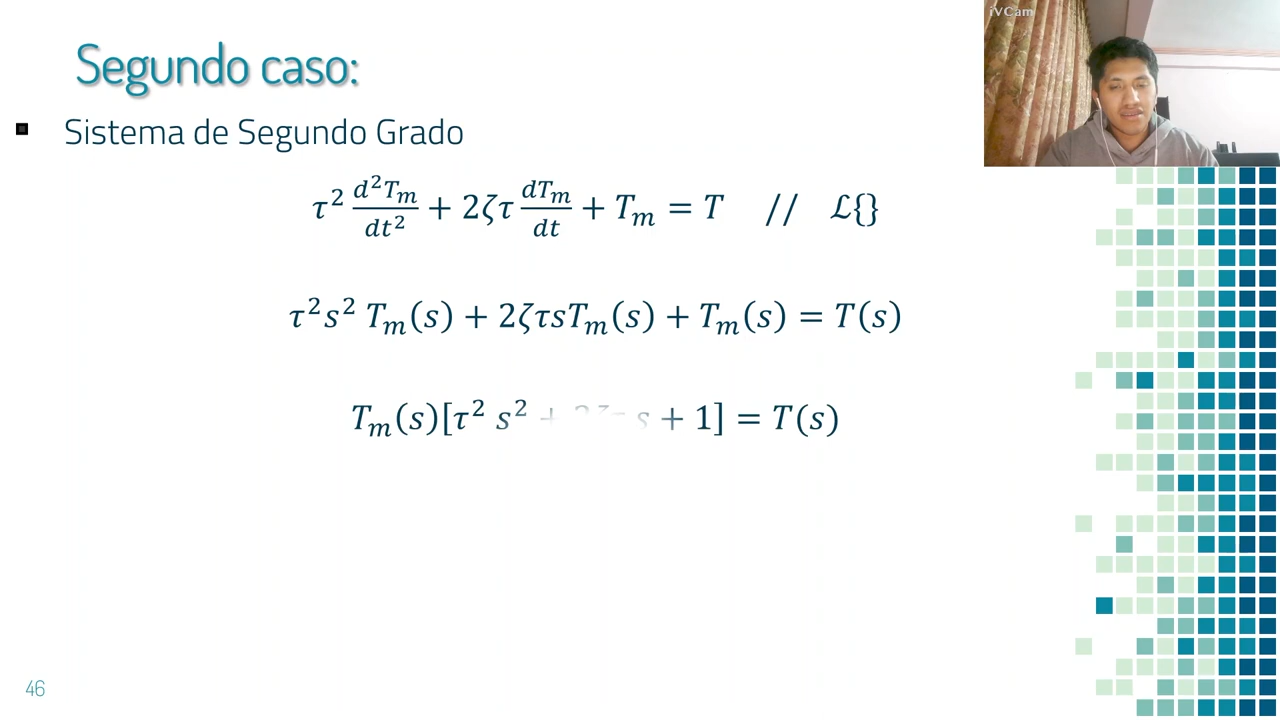 iVCam
Segundo caso:
▪ Sistema de Segundo Grado
τ² d²Tₘ/dt² + 2ζτ dTₘ/dt + Tₘ = T // ℒ{}
τ²s² Tₘ(s) + 2ζτsTₘ(s) + Tₘ(s) = T(s)
Tₘ(s)[τ² s² + 2ζτ s + 1] = T(s)
46